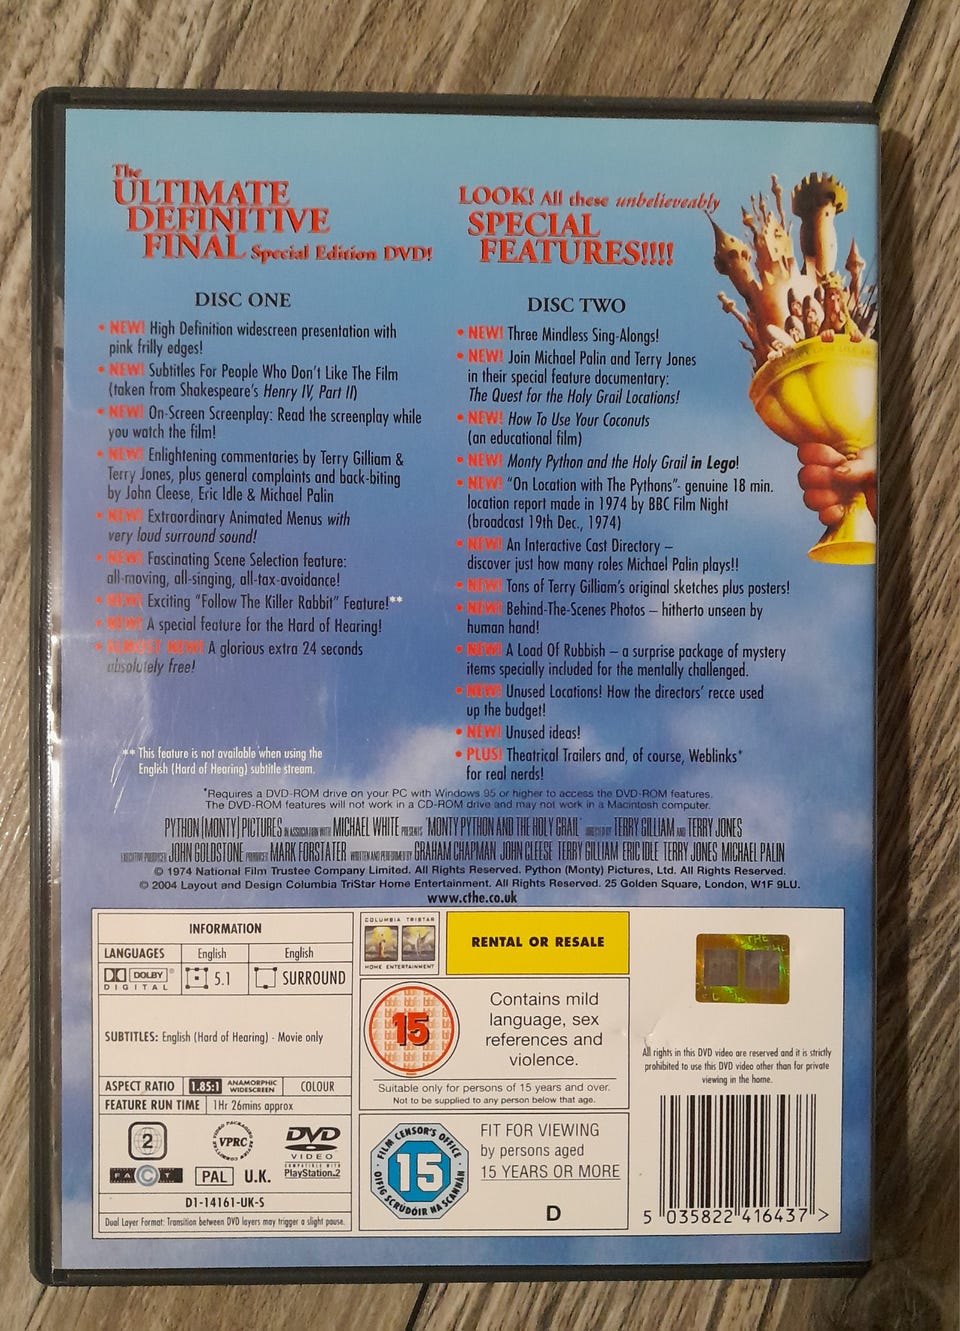 The
ULTIMATE
DEFINITIVE
FINAL Special Edition DVD!
DISC ONE
• NEW! High Definition widescreen presentation with
pink frilly edges!
• NEW! Subtitles For People Who Don't Like The Film
(taken from Shakespeare's Henry IV, Part II)
• NEW! On-Screen Screenplay: Read the screenplay while
you watch the film!
• NEW! Enlightening commentaries by Terry Gilliam &
Terry Jones, plus general complaints and back-biting
by John Cleese, Eric Idle & Michael Palin
• NEW! Extraordinary Animated Menus with
very loud surround sound!
• NEW! Fascinating Scene Selection feature:
all-moving, all-singing, all-tax-avoidance!
• NEW! Exciting "Follow The Killer Rabbit" Feature!**
• NEW! A special feature for the Hard of Hearing!
• ALMOST NEW! A glorious extra 24 seconds
absolutely free!
** This feature is not available when using the
English (Hard of Hearing) subtitle stream.
LOOK! All these unbelieveably
SPECIAL
FEATURES!!!!
DISC TWO
• NEW! Three Mindless Sing-Alongs!
• NEW! Join Michael Palin and Terry Jones
in their special feature documentary:
The Quest for the Holy Grail Locations!
• NEW! How To Use Your Coconuts
(an educational film)
• NEW! Monty Python and the Holy Grail in Lego!
• NEW! "On Location with The Pythons"- genuine 18 min.
location report made in 1974 by BBC Film Night
(broadcast 19th Dec., 1974)
• NEW! An Interactive Cast Directory –
discover just how many roles Michael Palin plays!!
• NEW! Tons of Terry Gilliam's original sketches plus posters!
• NEW! Behind-The-Scenes Photos – hitherto unseen by
human hand!
• NEW! A Load Of Rubbish – a surprise package of mystery
items specially included for the mentally challenged.
• NEW! Unused Locations! How the directors' recce used
up the budget!
• NEW! Unused ideas!
• PLUS! Theatrical Trailers and, of course, Weblinks*
for real nerds!
*Requires a DVD-ROM drive on your PC with Windows 95 or higher to access the DVD-ROM features.
The DVD-ROM features will not work in a CD-ROM drive and may not work in a Macintosh computer.
PYTHON (MONTY) PICTURES IN ASSOCIATION WITH MICHAEL WHITE PRESENTS 'MONTY PYTHON AND THE HOLY GRAIL' DIRECTED BY TERRY GILLIAM AND TERRY JONES
EXECUTIVE PRODUCER JOHN GOLDSTONE PRODUCER MARK FORSTATER WRITTEN AND PERFORMED BY GRAHAM CHAPMAN JOHN CLEESE TERRY GILLIAM ERIC IDLE TERRY JONES MICHAEL PALIN
© 1974 National Film Trustee Company Limited. All Rights Reserved. Python (Monty) Pictures, Ltd. All Rights Reserved.
© 2004 Layout and Design Columbia TriStar Home Entertainment. All Rights Reserved. 25 Golden Square, London, W1F 9LU.
www.cthe.co.uk
INFORMATION
LANGUAGES English English
DOLBY DIGITAL 5.1 SURROUND
SUBTITLES: English (Hard of Hearing) - Movie only
ASPECT RATIO 1.85:1 ANAMORPHIC WIDESCREEN COLOUR
FEATURE RUN TIME 1Hr 26mins approx
2 VPRC DVD VIDEO
COMPATIBLE WITH PlayStation.2
FACT PAL U.K.
D1-14161-UK-S
Dual Layer Format: Transition between DVD layers may trigger a slight pause.
COLUMBIA TRISTAR
HOME ENTERTAINMENT
RENTAL OR RESALE
15
Contains mild
language, sex
references and
violence.
Suitable only for persons of 15 years and over.
Not to be supplied to any person below that age.
FILM CENSOR'S OFFICE
15
OIFIG SCRÚDÓIR NA SCANNÁN
FIT FOR VIEWING
by persons aged
15 YEARS OR MORE
D
All rights in this DVD video are reserved and it is strictly
prohibited to use this DVD video other than for private
viewing in the home.
5 035822 416437 >